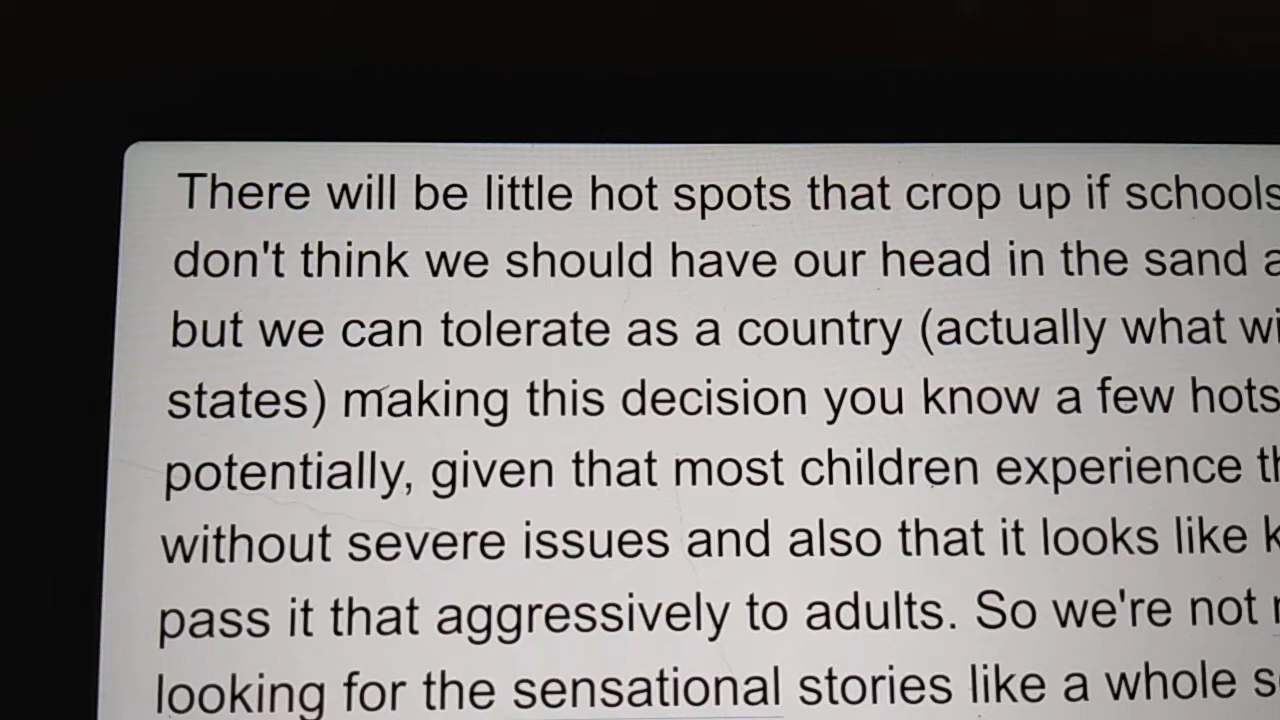 There will be little hot spots that crop up if schools
don't think we should have our head in the sand
but we can tolerate as a country (actually what
states) making this decision you know a few
potentially, given that most children experience
without severe issues and also that it looks like
pass it that aggressively to adults. So we're not
looking for the sensational stories like a whole